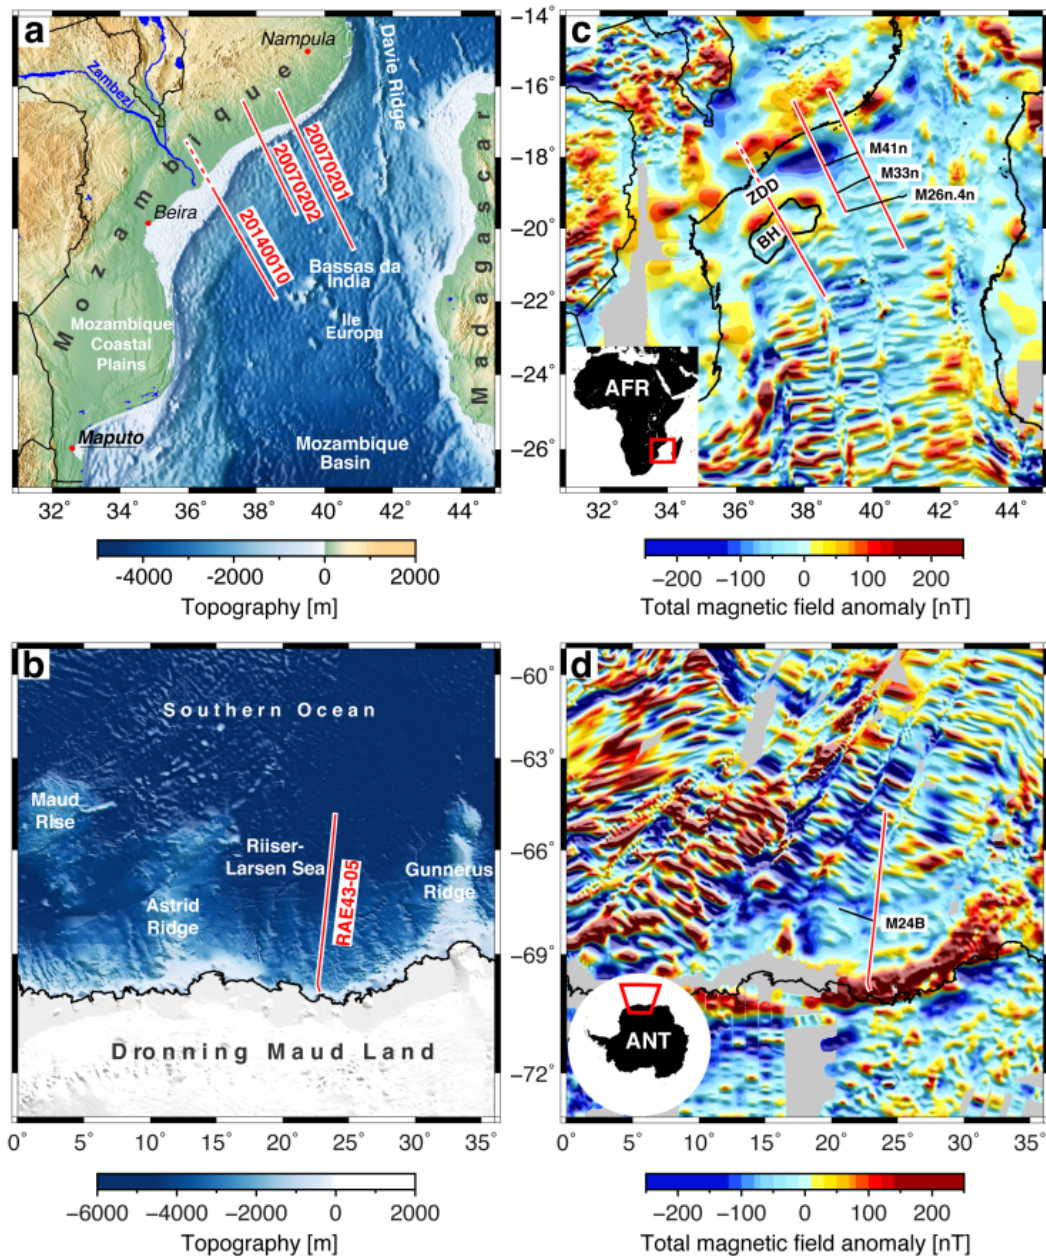 a
Nampula
Davie Ridge
Zambezi
Mozambique
20070201
20070202
20140010
Beira
Bassas da
India
Ile
Europa
Mozambique
Coastal
Plains
Madagascar
Maputo
Mozambique
Basin
32° 34° 36° 38° 40° 42° 44°
−4000 −2000 0 2000
Topography [m]
c
−14°
−16°
−18°
−20°
−22°
−24°
−26°
M41n
M33n
M26n.4n
ZDD
BH
AFR
32° 34° 36° 38° 40° 42° 44°
−200 −100 0 100 200
Total magnetic field anomaly [nT]
b
Southern Ocean
Maud
Rise
Riiser-
Larsen Sea
Gunnerus
Ridge
Astrid
Ridge
RAE43-05
Dronning Maud Land
0° 5° 10° 15° 20° 25° 30° 35°
−6000 −4000 −2000 0 2000
Topography [m]
d
−60°
−63°
−66°
−69°
−72°
M24B
ANT
0° 5° 10° 15° 20° 25° 30° 35°
−200 −100 0 100 200
Total magnetic field anomaly [nT]